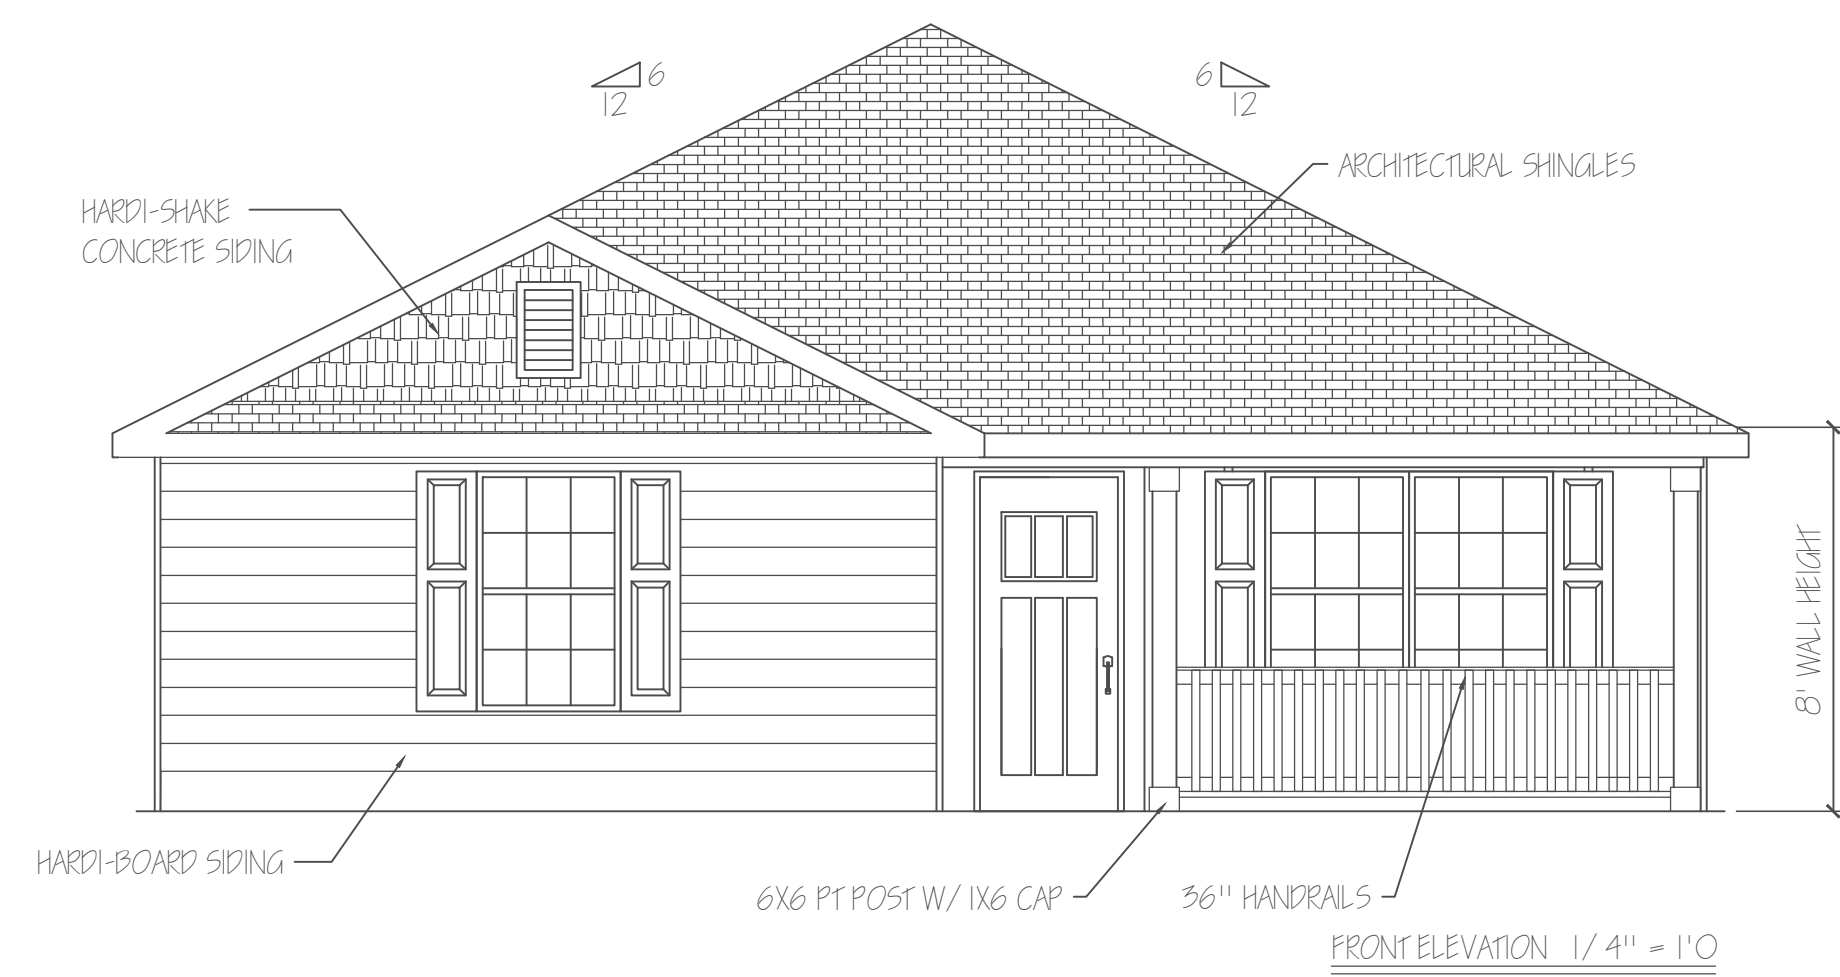 6
12
6
12
ARCHITECTURAL SHINGLES
HARDI-SHAKE
CONCRETE SIDING
8' WALL HEIGHT
HARDI-BOARD SIDING
6X6 PT POST W/ 1X6 CAP
36" HANDRAILS
FRONT ELEVATION 1/4" = 1'0